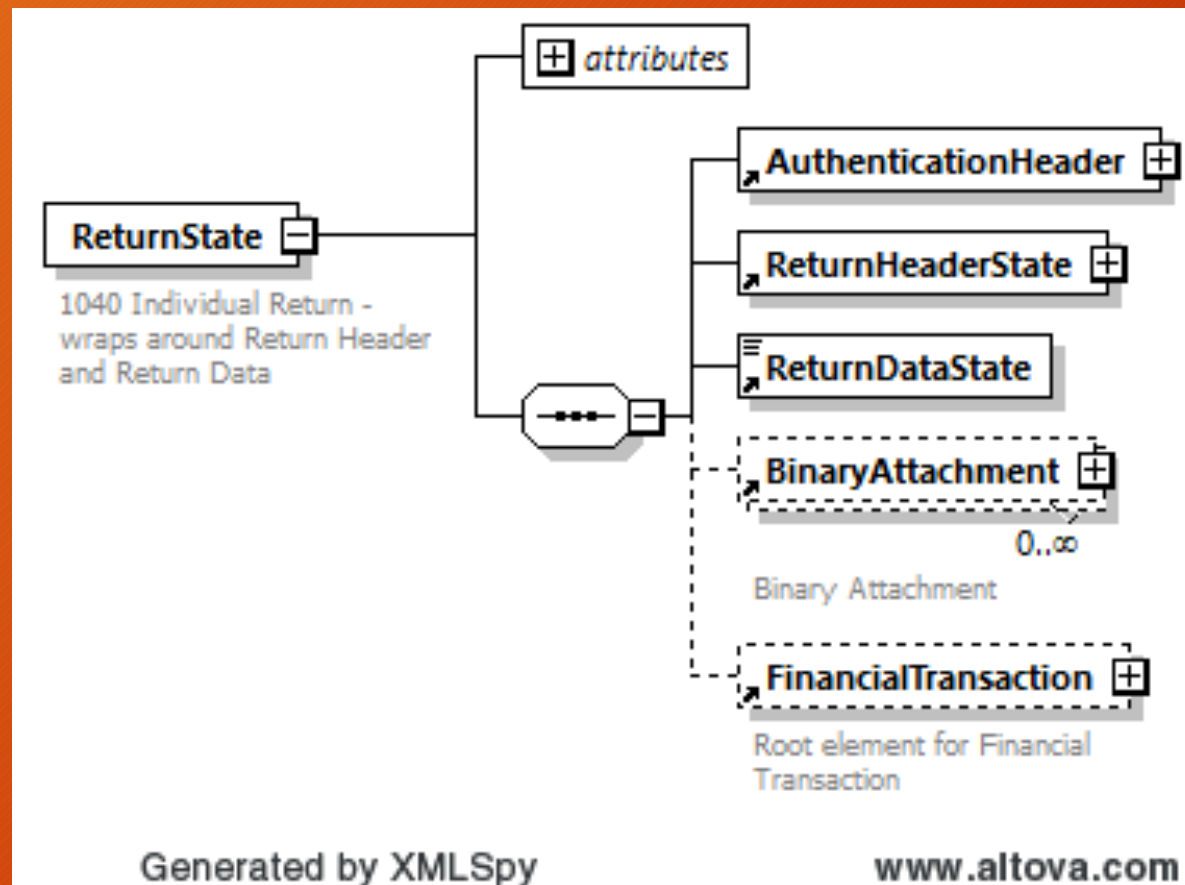 attributes
AuthenticationHeader
ReturnState
ReturnHeaderState
1040 Individual Return -
wraps around Return Header
and Return Data
ReturnDataState
BinaryAttachment
0..∞
Binary Attachment
FinancialTransaction
Root element for Financial
Transaction
Generated by XMLSpy
www.altova.com